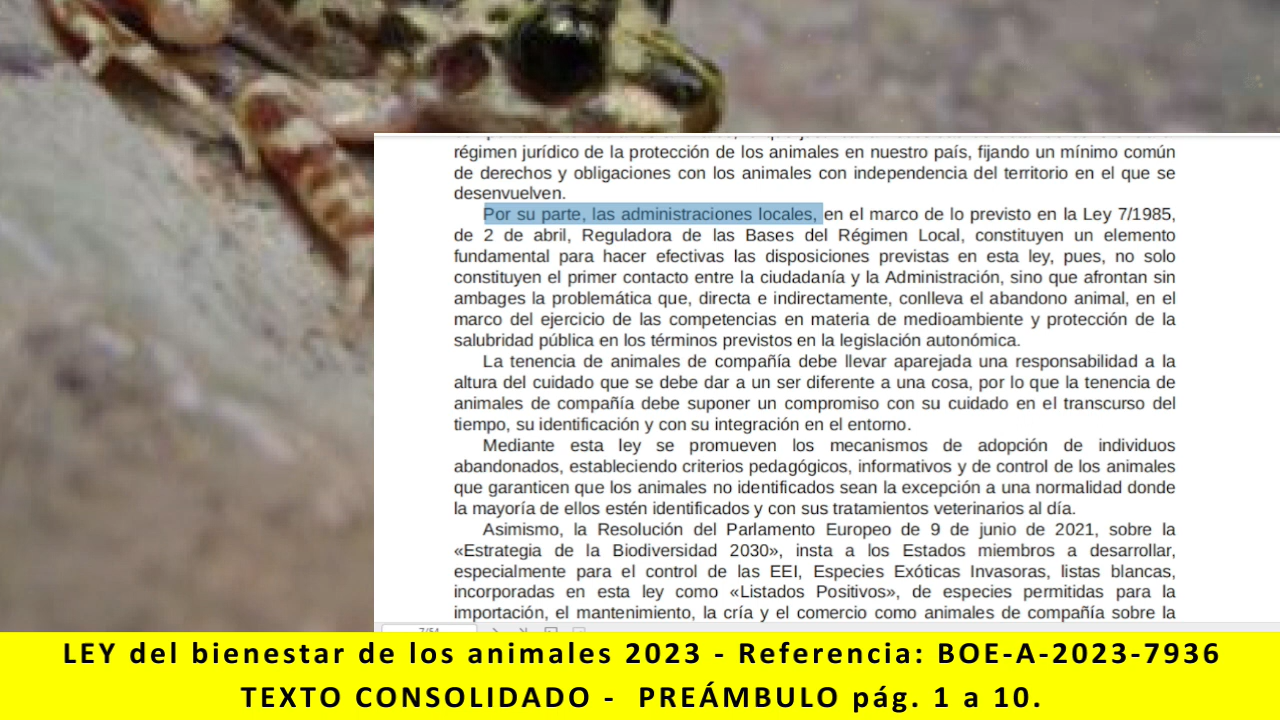 régimen jurídico de la protección de los animales en nuestro país, fijando un mínimo común
de derechos y obligaciones con los animales con independencia del territorio en el que se
desenvuelven.
Por su parte, las administraciones locales, en el marco de lo previsto en la Ley 7/1985,
de 2 de abril, Reguladora de las Bases del Régimen Local, constituyen un elemento
fundamental para hacer efectivas las disposiciones previstas en esta ley, pues, no solo
constituyen el primer contacto entre la ciudadanía y la Administración, sino que afrontan sin
ambages la problemática que, directa e indirectamente, conlleva el abandono animal, en el
marco del ejercicio de las competencias en materia de medioambiente y protección de la
salubridad pública en los términos previstos en la legislación autonómica.
La tenencia de animales de compañía debe llevar aparejada una responsabilidad a la
altura del cuidado que se debe dar a un ser diferente a una cosa, por lo que la tenencia de
animales de compañía debe suponer un compromiso con su cuidado en el transcurso del
tiempo, su identificación y con su integración en el entorno.
Mediante esta ley se promueven los mecanismos de adopción de individuos
abandonados, estableciendo criterios pedagógicos, informativos y de control de los animales
que garanticen que los animales no identificados sean la excepción a una normalidad donde
la mayoría de ellos estén identificados y con sus tratamientos veterinarios al día.
Asimismo, la Resolución del Parlamento Europeo de 9 de junio de 2021, sobre la
«Estrategia de la Biodiversidad 2030», insta a los Estados miembros a desarrollar,
especialmente para el control de las EEI, Especies Exóticas Invasoras, listas blancas,
incorporadas en esta ley como «Listados Positivos», de especies permitidas para la
importación, el mantenimiento, la cría y el comercio como animales de compañía sobre la
LEY del bienestar de los animales 2023 - Referencia: BOE-A-2023-7936
TEXTO CONSOLIDADO - PREÁMBULO pág. 1 a 10.